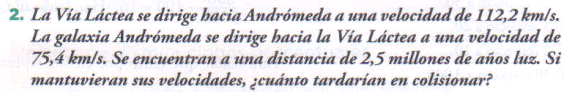 2. La Vía Láctea se dirige hacia Andrómeda a una velocidad de 112,2 km/s.
La galaxia Andrómeda se dirige hacia la Vía Láctea a una velocidad de
75,4 km/s. Se encuentran a una distancia de 2,5 millones de años luz. Si
mantuvieran sus velocidades, ¿cuánto tardarían en colisionar?